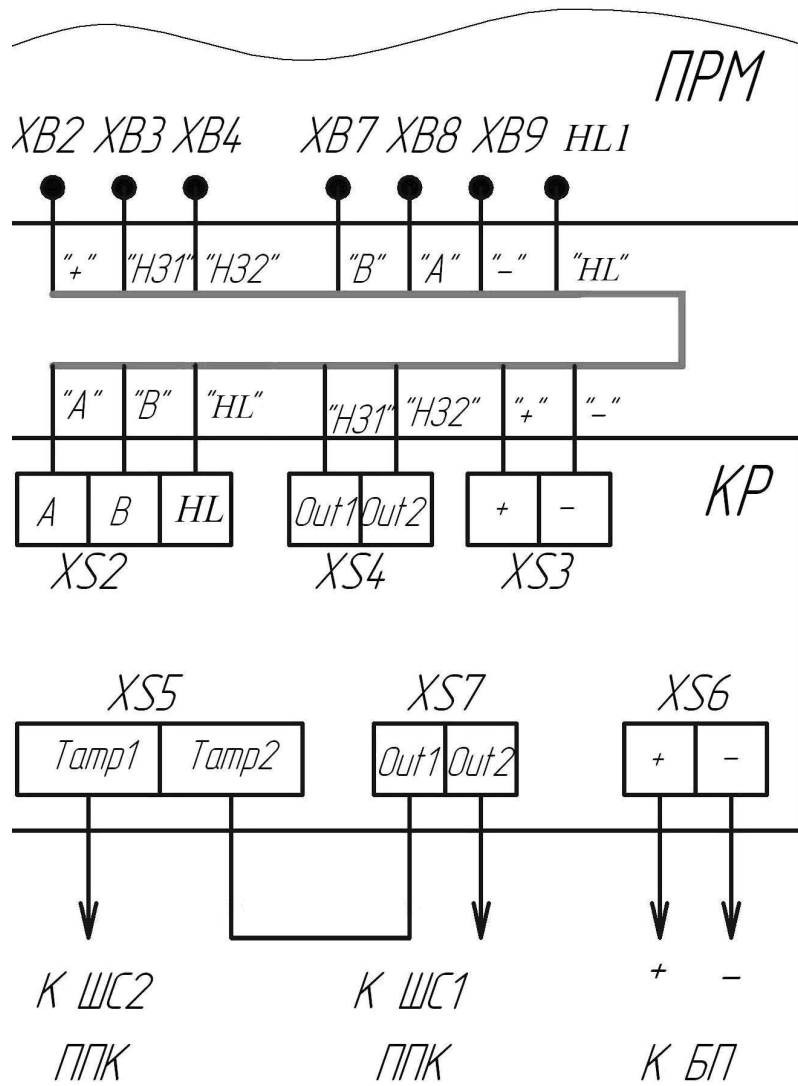 ПРМ
XB2 XB3 XB4 XB7 XB8 XB9 HL1
"+" "НЗ1" "НЗ2" "B" "A" "-" "HL"
"A" "B" "HL" "НЗ1" "НЗ2" "+" "-"
КР
A B HL Out1 Out2 + -
XS2 XS4 XS3
XS5 XS7 XS6
Tamp1 Tamp2 Out1 Out2 + -
+ -
К ШС2 К ШС1
ППК ППК К БП